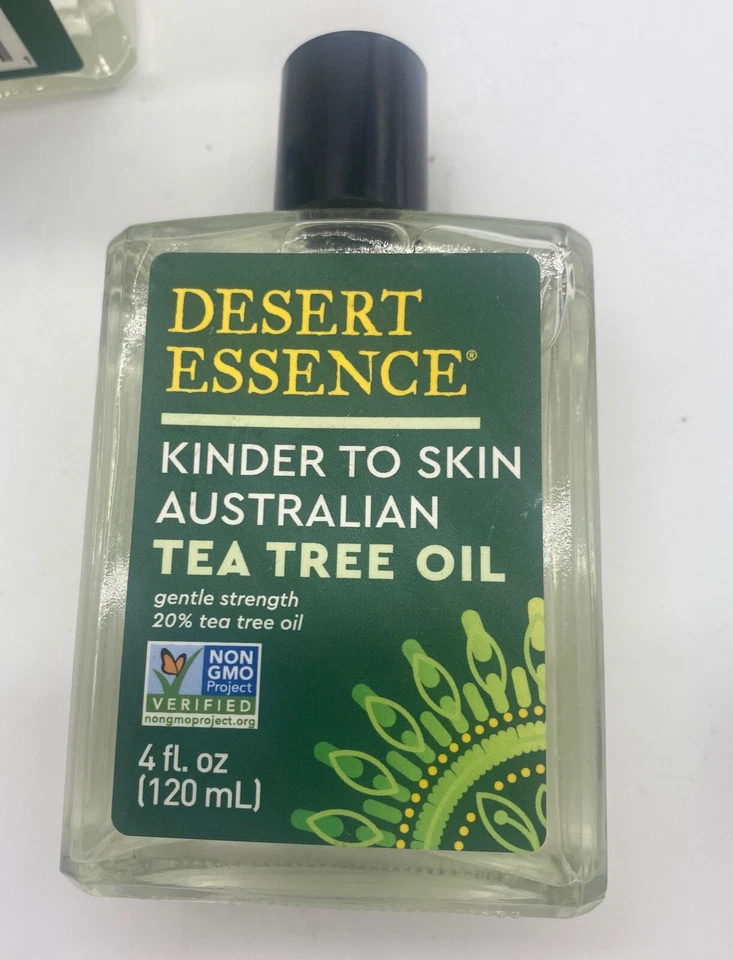 DESERT
ESSENCE®
KINDER TO SKIN
AUSTRALIAN
TEA TREE OIL
gentle strength
20% tea tree oil
NON
GMO
Project
VERIFIED
nongmoproject.org
4 fl. oz
(120 mL)